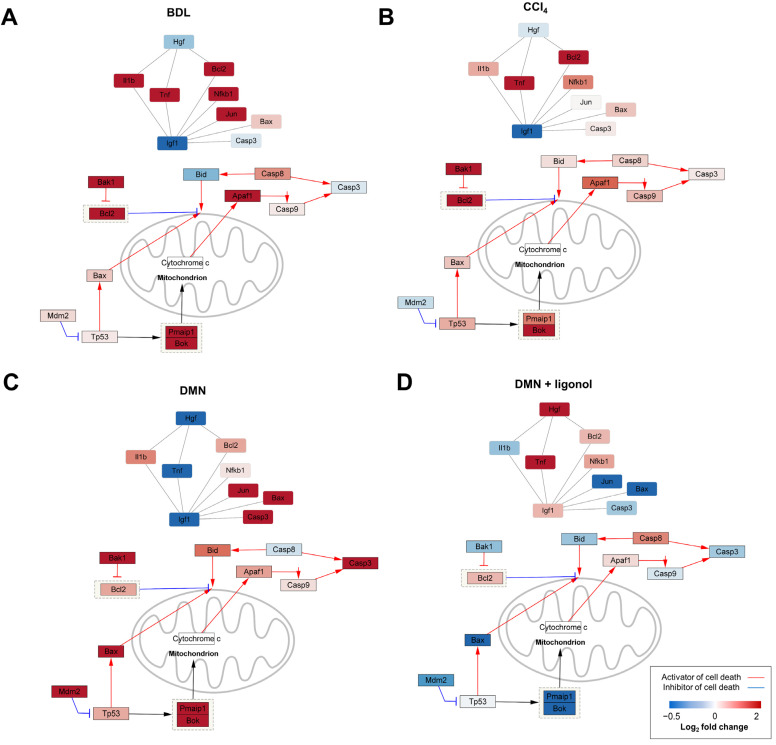 A
BDL
Hgf
Il1b
Bcl2
Tnf
Nfkb1
Jun
Bax
Igf1
Casp3
Bak1
Bid
Casp8
Casp3
Bcl2
Apaf1
Casp9
Cytochrome c
Mitochondrion
Bax
Mdm2
Tp53
Pmaip1
Bok
B
CCl4
Hgf
Il1b
Bcl2
Tnf
Nfkb1
Jun
Bax
Igf1
Casp3
Bak1
Bid
Casp8
Casp3
Bcl2
Apaf1
Casp9
Cytochrome c
Mitochondrion
Bax
Mdm2
Tp53
Pmaip1
Bok
C
DMN
Hgf
Il1b
Bcl2
Tnf
Nfkb1
Jun
Bax
Igf1
Casp3
Bak1
Bid
Casp8
Casp3
Bcl2
Apaf1
Casp9
Cytochrome c
Mitochondrion
Bax
Mdm2
Tp53
Pmaip1
Bok
D
DMN + ligonol
Hgf
Il1b
Bcl2
Tnf
Nfkb1
Jun
Bax
Igf1
Casp3
Bak1
Bid
Casp8
Casp3
Bcl2
Apaf1
Casp9
Cytochrome c
Mitochondrion
Bax
Mdm2
Tp53
Pmaip1
Bok
Activator of cell death
Inhibitor of cell death
−0.5 0 2
Log2 fold change